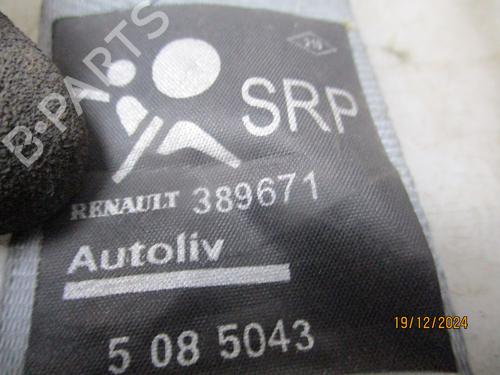 SRP
RENAULT 389671
Autoliv
5 08 5043
B-PARTS
19/12/2024